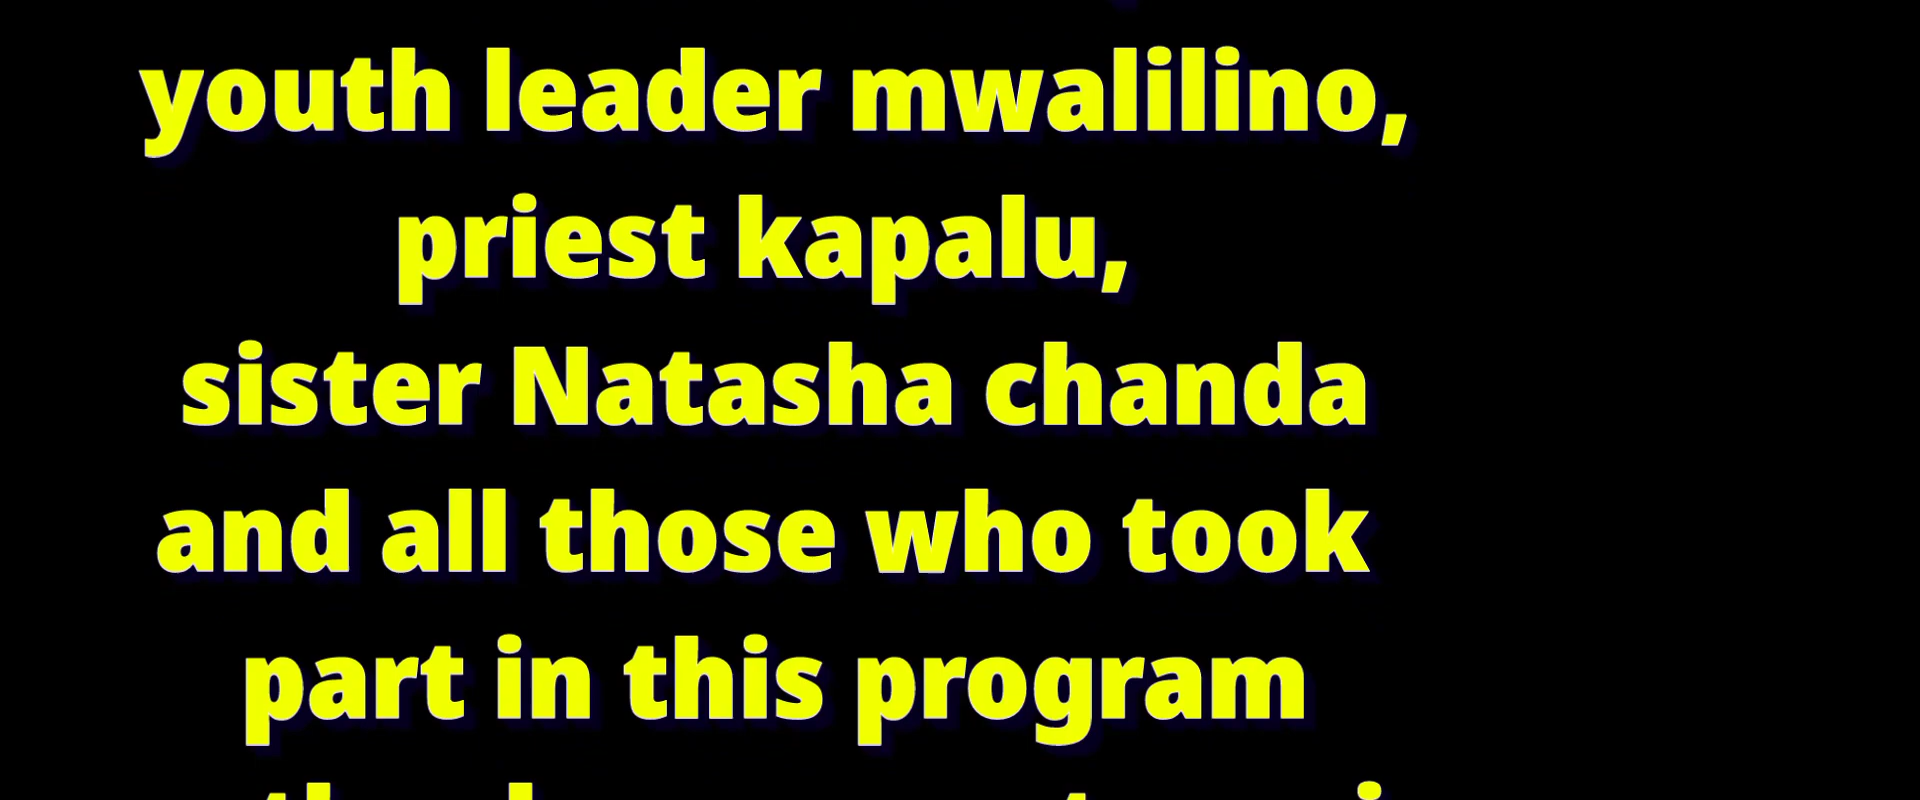 youth leader mwalilino,
priest kapalu,
sister Natasha chanda
and all those who took
part in this program